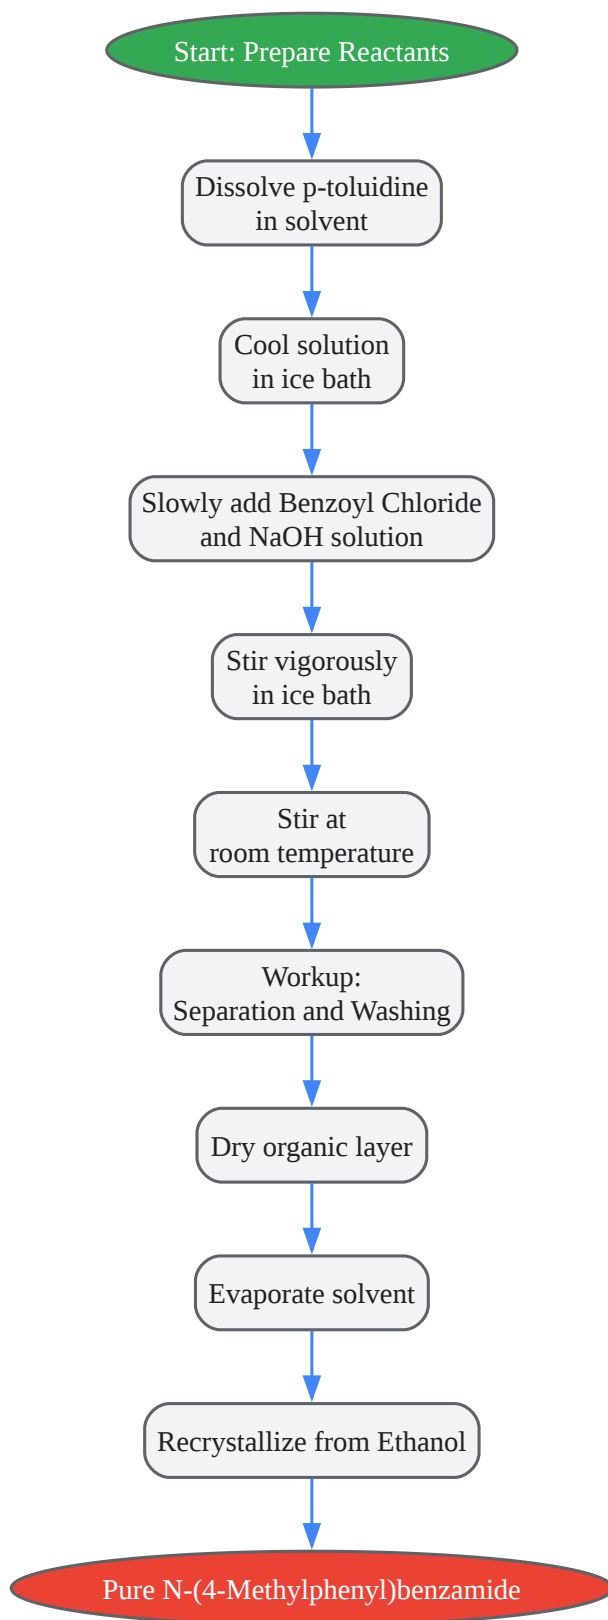 Start: Prepare Reactants
Dissolve p-toluidine
in solvent
Cool solution
in ice bath
Slowly add Benzoyl Chloride
and NaOH solution
Stir vigorously
in ice bath
Stir at
room temperature
Workup:
Separation and Washing
Dry organic layer
Evaporate solvent
Recrystallize from Ethanol
Pure N-(4-Methylphenyl)benzamide